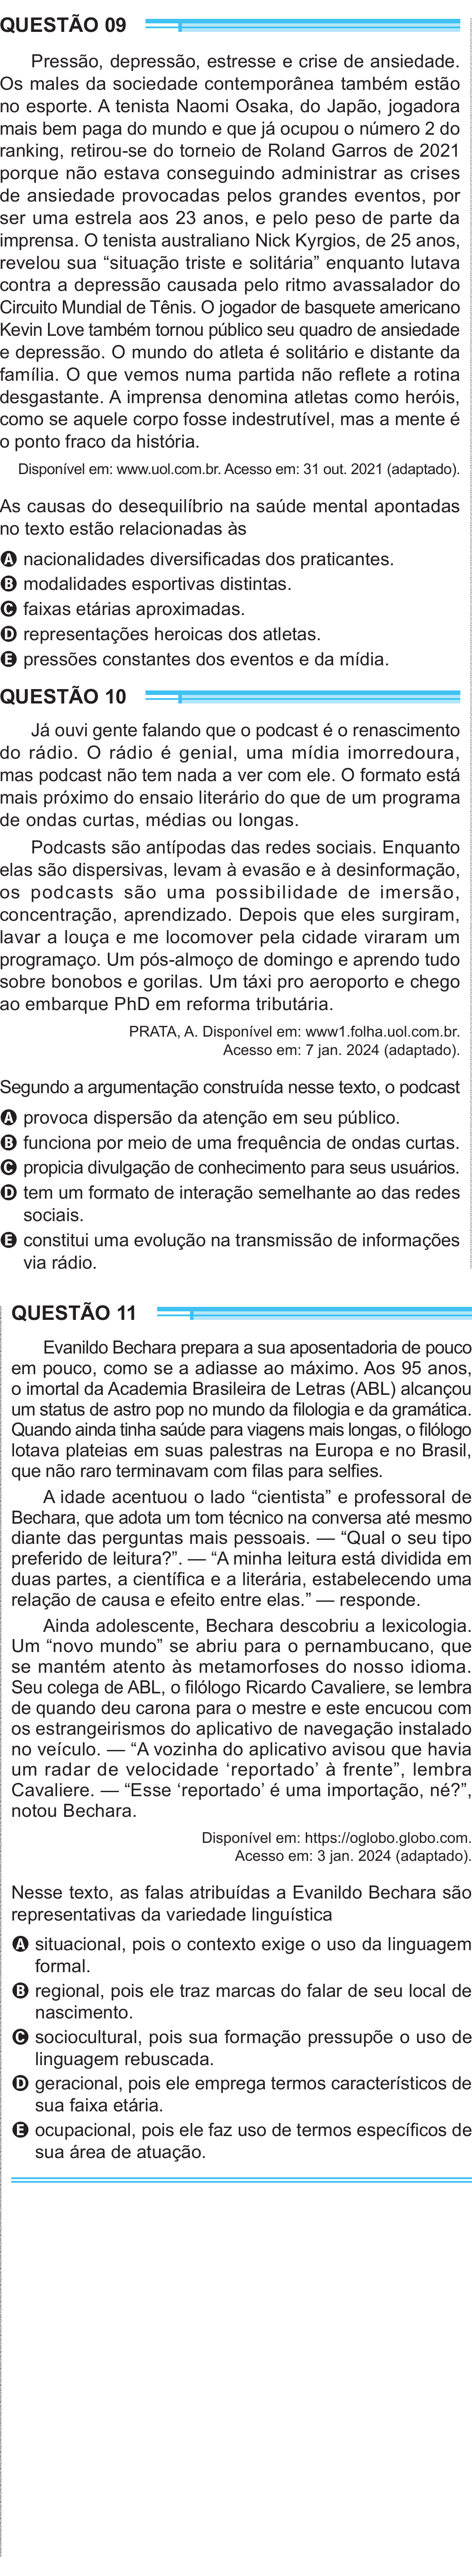 QUESTÃO 09
Pressão, depressão, estresse e crise de ansiedade.
Os males da sociedade contemporânea também estão
no esporte. A tenista Naomi Osaka, do Japão, jogadora
mais bem paga do mundo e que já ocupou o número 2 do
ranking, retirou-se do torneio de Roland Garros de 2021
porque não estava conseguindo administrar as crises
de ansiedade provocadas pelos grandes eventos, por
ser uma estrela aos 23 anos, e pelo peso de parte da
imprensa. O tenista australiano Nick Kyrgios, de 25 anos,
revelou sua “situação triste e solitária” enquanto lutava
contra a depressão causada pelo ritmo avassalador do
Circuito Mundial de Tênis. O jogador de basquete americano
Kevin Love também tornou público seu quadro de ansiedade
e depressão. O mundo do atleta é solitário e distante da
família. O que vemos numa partida não reflete a rotina
desgastante. A imprensa denomina atletas como heróis,
como se aquele corpo fosse indestrutível, mas a mente é
o ponto fraco da história.
Disponível em: www.uol.com.br. Acesso em: 31 out. 2021 (adaptado).
As causas do desequilíbrio na saúde mental apontadas
no texto estão relacionadas às
A nacionalidades diversificadas dos praticantes.
B modalidades esportivas distintas.
C faixas etárias aproximadas.
D representações heroicas dos atletas.
E pressões constantes dos eventos e da mídia.
QUESTÃO 10
Já ouvi gente falando que o podcast é o renascimento
do rádio. O rádio é genial, uma mídia imorredoura,
mas podcast não tem nada a ver com ele. O formato está
mais próximo do ensaio literário do que de um programa
de ondas curtas, médias ou longas.
Podcasts são antípodas das redes sociais. Enquanto
elas são dispersivas, levam à evasão e à desinformação,
os podcasts são uma possibilidade de imersão,
concentração, aprendizado. Depois que eles surgiram,
lavar a louça e me locomover pela cidade viraram um
programaço. Um pós-almoço de domingo e aprendo tudo
sobre bonobos e gorilas. Um táxi pro aeroporto e chego
ao embarque PhD em reforma tributária.
PRATA, A. Disponível em: www1.folha.uol.com.br.
Acesso em: 7 jan. 2024 (adaptado).
Segundo a argumentação construída nesse texto, o podcast
A provoca dispersão da atenção em seu público.
B funciona por meio de uma frequência de ondas curtas.
C propicia divulgação de conhecimento para seus usuários.
D tem um formato de interação semelhante ao das redes
sociais.
E constitui uma evolução na transmissão de informações
via rádio.
QUESTÃO 11
Evanildo Bechara prepara a sua aposentadoria de pouco
em pouco, como se a adiasse ao máximo. Aos 95 anos,
o imortal da Academia Brasileira de Letras (ABL) alcançou
um status de astro pop no mundo da filologia e da gramática.
Quando ainda tinha saúde para viagens mais longas, o filólogo
lotava plateias em suas palestras na Europa e no Brasil,
que não raro terminavam com filas para selfies.
A idade acentuou o lado “cientista” e professoral de
Bechara, que adota um tom técnico na conversa até mesmo
diante das perguntas mais pessoais. — “Qual o seu tipo
preferido de leitura?”. — “A minha leitura está dividida em
duas partes, a científica e a literária, estabelecendo uma
relação de causa e efeito entre elas.” — responde.
Ainda adolescente, Bechara descobriu a lexicologia.
Um “novo mundo” se abriu para o pernambucano, que
se mantém atento às metamorfoses do nosso idioma.
Seu colega de ABL, o filólogo Ricardo Cavaliere, se lembra
de quando deu carona para o mestre e este encucou com
os estrangeirismos do aplicativo de navegação instalado
no veículo. — “A vozinha do aplicativo avisou que havia
um radar de velocidade ‘reportado’ à frente”, lembra
Cavaliere. — “Esse ‘reportado’ é uma importação, né?”,
notou Bechara.
Disponível em: https://oglobo.globo.com.
Acesso em: 3 jan. 2024 (adaptado).
Nesse texto, as falas atribuídas a Evanildo Bechara são
representativas da variedade linguística
A situacional, pois o contexto exige o uso da linguagem
formal.
B regional, pois ele traz marcas do falar de seu local de
nascimento.
C sociocultural, pois sua formação pressupõe o uso de
linguagem rebuscada.
D geracional, pois ele emprega termos característicos de
sua faixa etária.
E ocupacional, pois ele faz uso de termos específicos de
sua área de atuação.